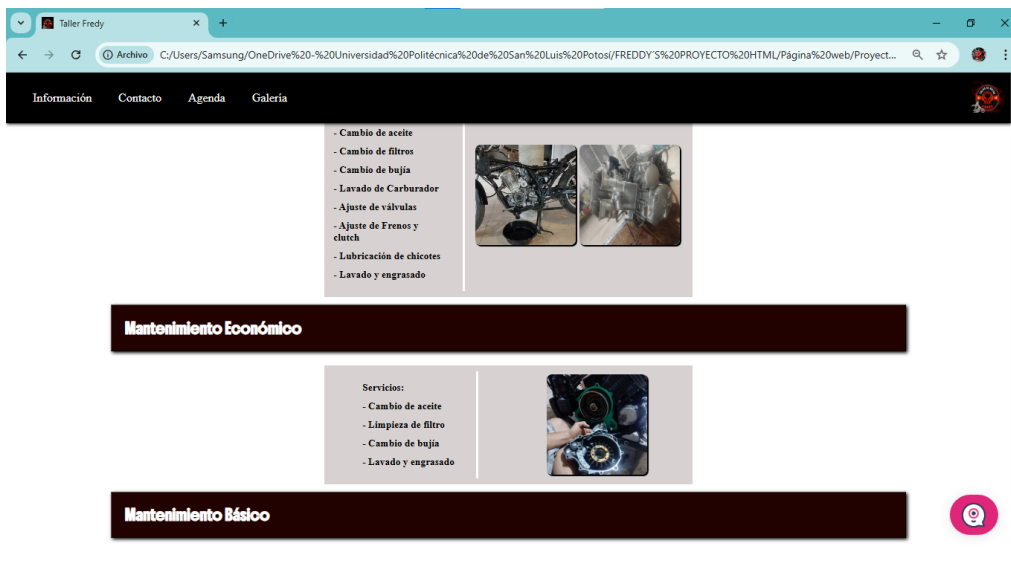 Taller Fredy
Archivo
C:/Users/Samsung/OneDrive%20-%20Universidad%20Politécnica%20de%20San%20Luis%20Potosí/FREDDY´S%20PROYECTO%20HTML/Página%20web/Proyect...
Información Contacto Agenda Galería
- Cambio de aceite
- Cambio de filtros
- Cambio de bujía
- Lavado de Carburador
- Ajuste de válvulas
- Ajuste de Frenos y
clutch
- Lubricación de chicotes
- Lavado y engrasado
Mantenimiento Económico
Servicios:
- Cambio de aceite
- Limpieza de filtro
- Cambio de bujía
- Lavado y engrasado
Mantenimiento Básico